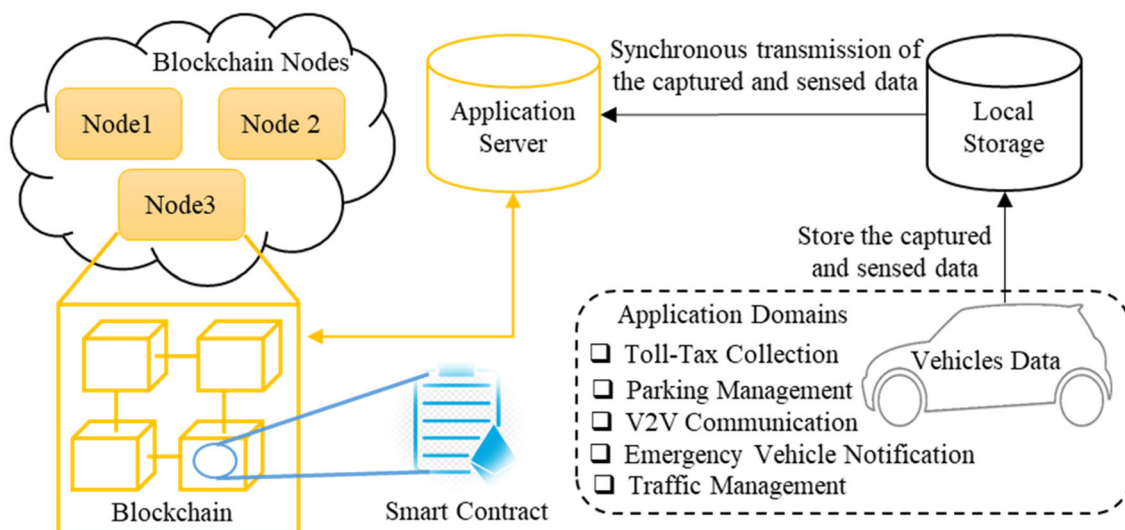 Blockchain Nodes
Node1
Node 2
Node3
Application
Server
Synchronous transmission of
the captured and sensed data
Local
Storage
Store the captured
and sensed data
Application Domains
❑ Toll-Tax Collection
❑ Parking Management
❑ V2V Communication
❑ Emergency Vehicle Notification
❑ Traffic Management
Vehicles Data
Blockchain
Smart Contract